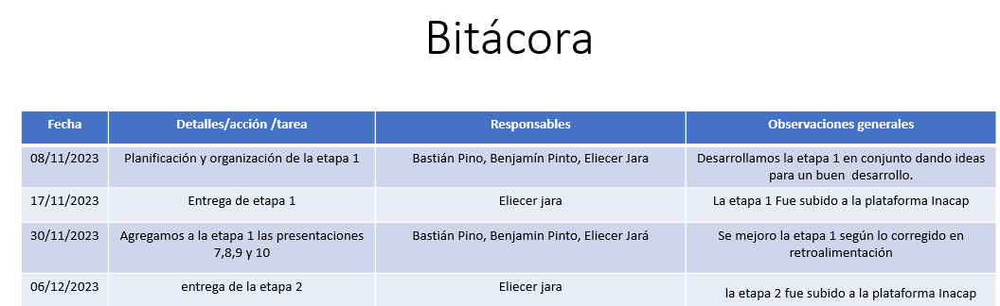 Bitácora
Fecha Detalles/acción /tarea Responsables Observaciones generales
08/11/2023 Planificación y organización de la etapa 1 Bastián Pino, Benjamín Pinto, Eliecer Jara Desarrollamos la etapa 1 en conjunto dando ideas
para un buen desarrollo.
17/11/2023 Entrega de etapa 1 Eliecer jara La etapa 1 Fue subido a la plataforma Inacap
30/11/2023 Agregamos a la etapa 1 las presentaciones Bastián Pino, Benjamin Pinto, Eliecer Jará Se mejoro la etapa 1 según lo corregido en
7,8,9 y 10 retroalimentación
06/12/2023 entrega de la etapa 2 Eliecer jara la etapa 2 fue subido a la plataforma Inacap